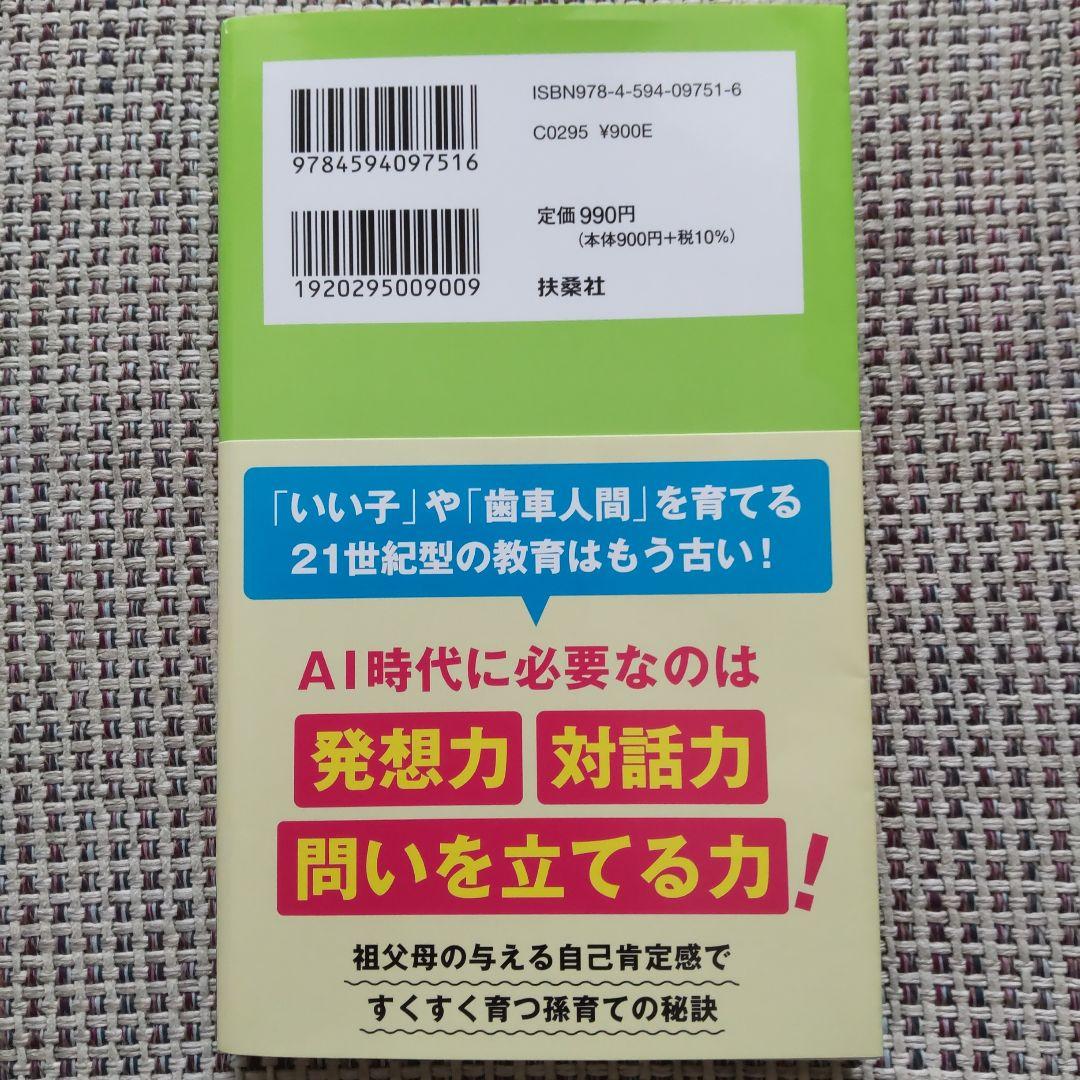 9784594097516
ISBN978-4-594-09751-6
C0295 ¥900E
1920295009009
定価 990円
(本体900円+税10%)
扶桑社
「いい子」や「歯車人間」を育てる
21世紀型の教育はもう古い！
AI時代に必要なのは
発想力 対話力
問いを立てる力！
祖父母の与える自己肯定感で
すくすく育つ孫育ての秘訣